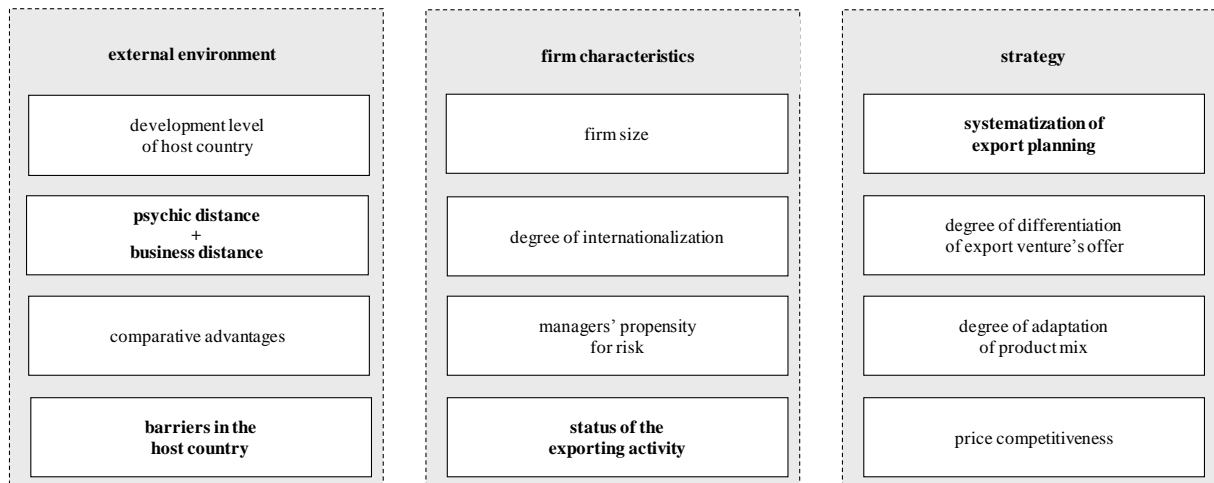 external environment
development level
of host country
psychic distance
+
business distance
comparative advantages
barriers in the
host country
firm characteristics
firm size
degree of internationalization
managers' propensity
for risk
status of the
exporting activity
strategy
systematization of
export planning
degree of differentiation
of export venture's offer
degree of adaptation
of product mix
price competitiveness